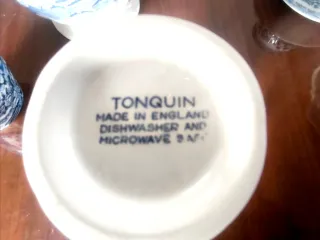 TONQUIN
MADE IN ENGLAND
DISHWASHER AND
MICROWAVE